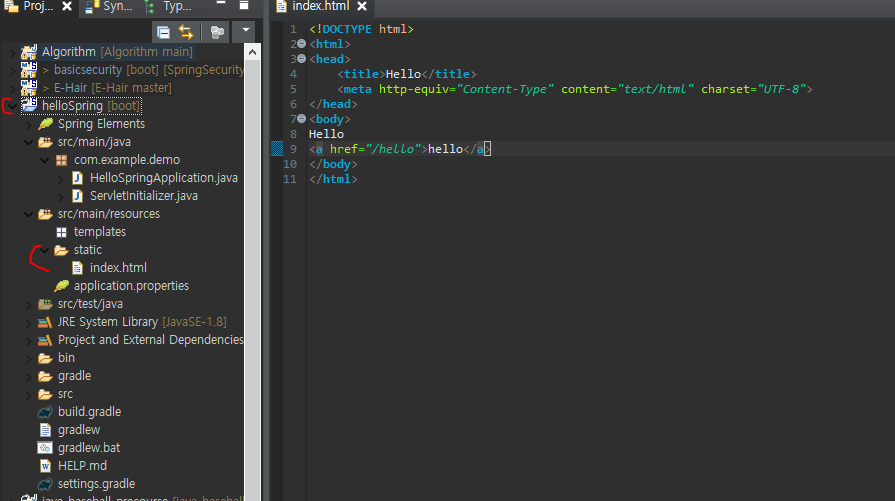 Proj...
Syn...
Typ...
Algorithm [Algorithm main]
> basicsecurity [boot] [SpringSecurity
> E-Hair [E-Hair master]
helloSpring [boot]
Spring Elements
src/main/java
com.example.demo
HelloSpringApplication.java
ServletInitializer.java
src/main/resources
templates
static
index.html
application.properties
src/test/java
JRE System Library [JavaSE-1.8]
Project and External Dependencies
bin
gradle
src
build.gradle
gradlew
gradlew.bat
HELP.md
settings.gradle
java-baseball-precourse [java-baseball
index.html
1 <!DOCTYPE html>
2 <html>
3 <head>
4 <title>Hello</title>
5 <meta http-equiv="Content-Type" content="text/html" charset="UTF-8">
6 </head>
7 <body>
8 Hello
9 <a href="/hello">hello</a>
10 </body>
11 </html>